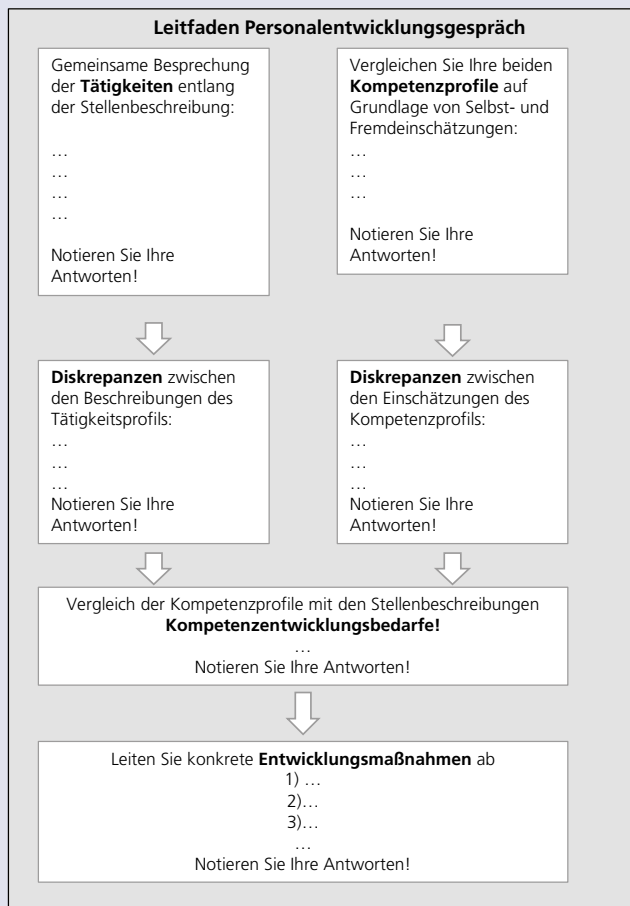 Leitfaden Personalentwicklungsgespräch
Gemeinsame Besprechung
der Tätigkeiten entlang
der Stellenbeschreibung:
…
…
…
…
Notieren Sie Ihre
Antworten!
Vergleichen Sie Ihre beiden
Kompetenzprofile auf
Grundlage von Selbst- und
Fremdeinschätzungen:
…
…
…
Notieren Sie Ihre
Antworten!
Diskrepanzen zwischen
den Beschreibungen des
Tätigkeitsprofils:
…
…
…
Notieren Sie Ihre
Antworten!
Diskrepanzen zwischen
den Einschätzungen des
Kompetenzprofils:
…
…
…
Notieren Sie Ihre
Antworten!
Vergleich der Kompetenzprofile mit den Stellenbeschreibungen
Kompetenzentwicklungsbedarfe!
…
Notieren Sie Ihre Antworten!
Leiten Sie konkrete Entwicklungsmaßnahmen ab
1) …
2)…
3)…
…
Notieren Sie Ihre Antworten!